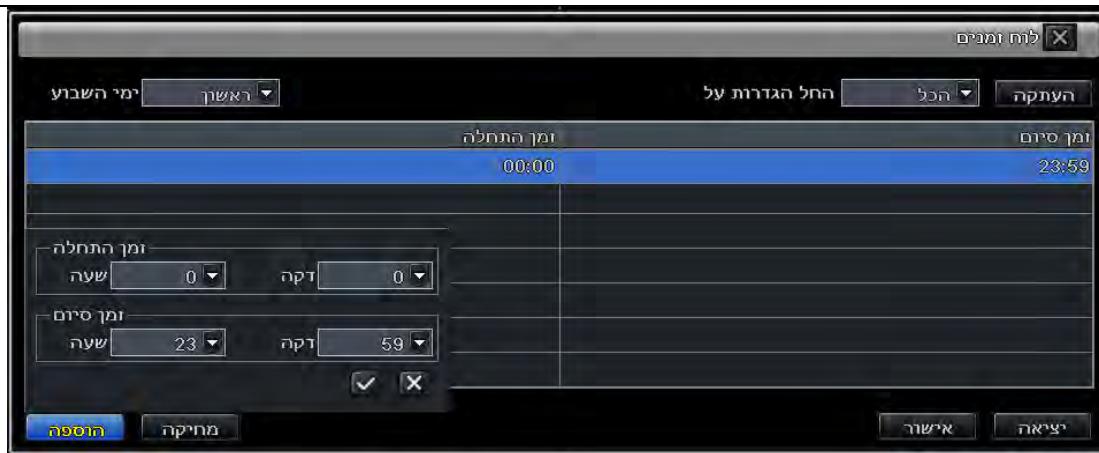 לוח זמנים
ימי השבוע ראשון החל הגדרות על הכל העתקה
זמן התחלה זמן סיום
00:00 23:59
זמן התחלה
שעה 0 דקה 0
זמן סיום
שעה 23 דקה 59
הוספה מחיקה אישור יציאה